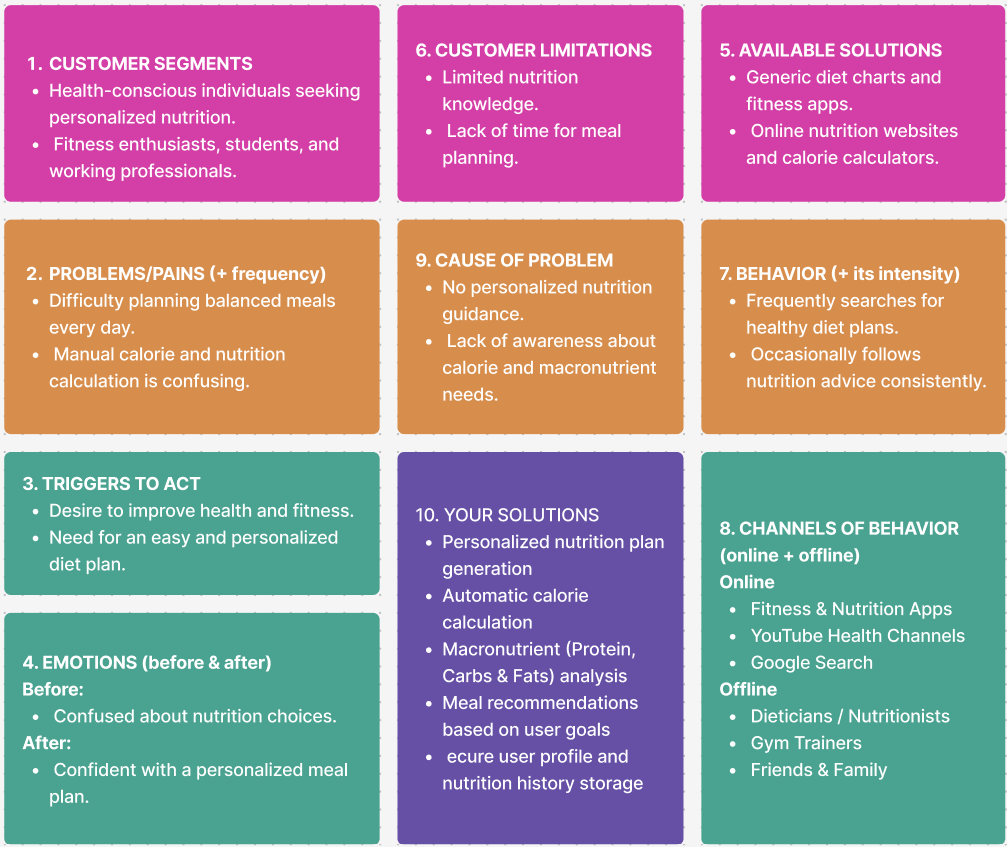 1. CUSTOMER SEGMENTS
• Health-conscious individuals seeking
personalized nutrition.
• Fitness enthusiasts, students, and
working professionals.
6. CUSTOMER LIMITATIONS
• Limited nutrition
knowledge.
• Lack of time for meal
planning.
5. AVAILABLE SOLUTIONS
• Generic diet charts and
fitness apps.
• Online nutrition websites
and calorie calculators.
2. PROBLEMS/PAINS (+ frequency)
• Difficulty planning balanced meals
every day.
• Manual calorie and nutrition
calculation is confusing.
9. CAUSE OF PROBLEM
• No personalized nutrition
guidance.
• Lack of awareness about
calorie and macronutrient
needs.
7. BEHAVIOR (+ its intensity)
• Frequently searches for
healthy diet plans.
• Occasionally follows
nutrition advice consistently.
3. TRIGGERS TO ACT
• Desire to improve health and fitness.
• Need for an easy and personalized
diet plan.
4. EMOTIONS (before & after)
Before:
• Confused about nutrition choices.
After:
• Confident with a personalized meal
plan.
10. YOUR SOLUTIONS
• Personalized nutrition plan
generation
• Automatic calorie
calculation
• Macronutrient (Protein,
Carbs & Fats) analysis
• Meal recommendations
based on user goals
• ecure user profile and
nutrition history storage
8. CHANNELS OF BEHAVIOR
(online + offline)
Online
• Fitness & Nutrition Apps
• YouTube Health Channels
• Google Search
Offline
• Dieticians / Nutritionists
• Gym Trainers
• Friends & Family